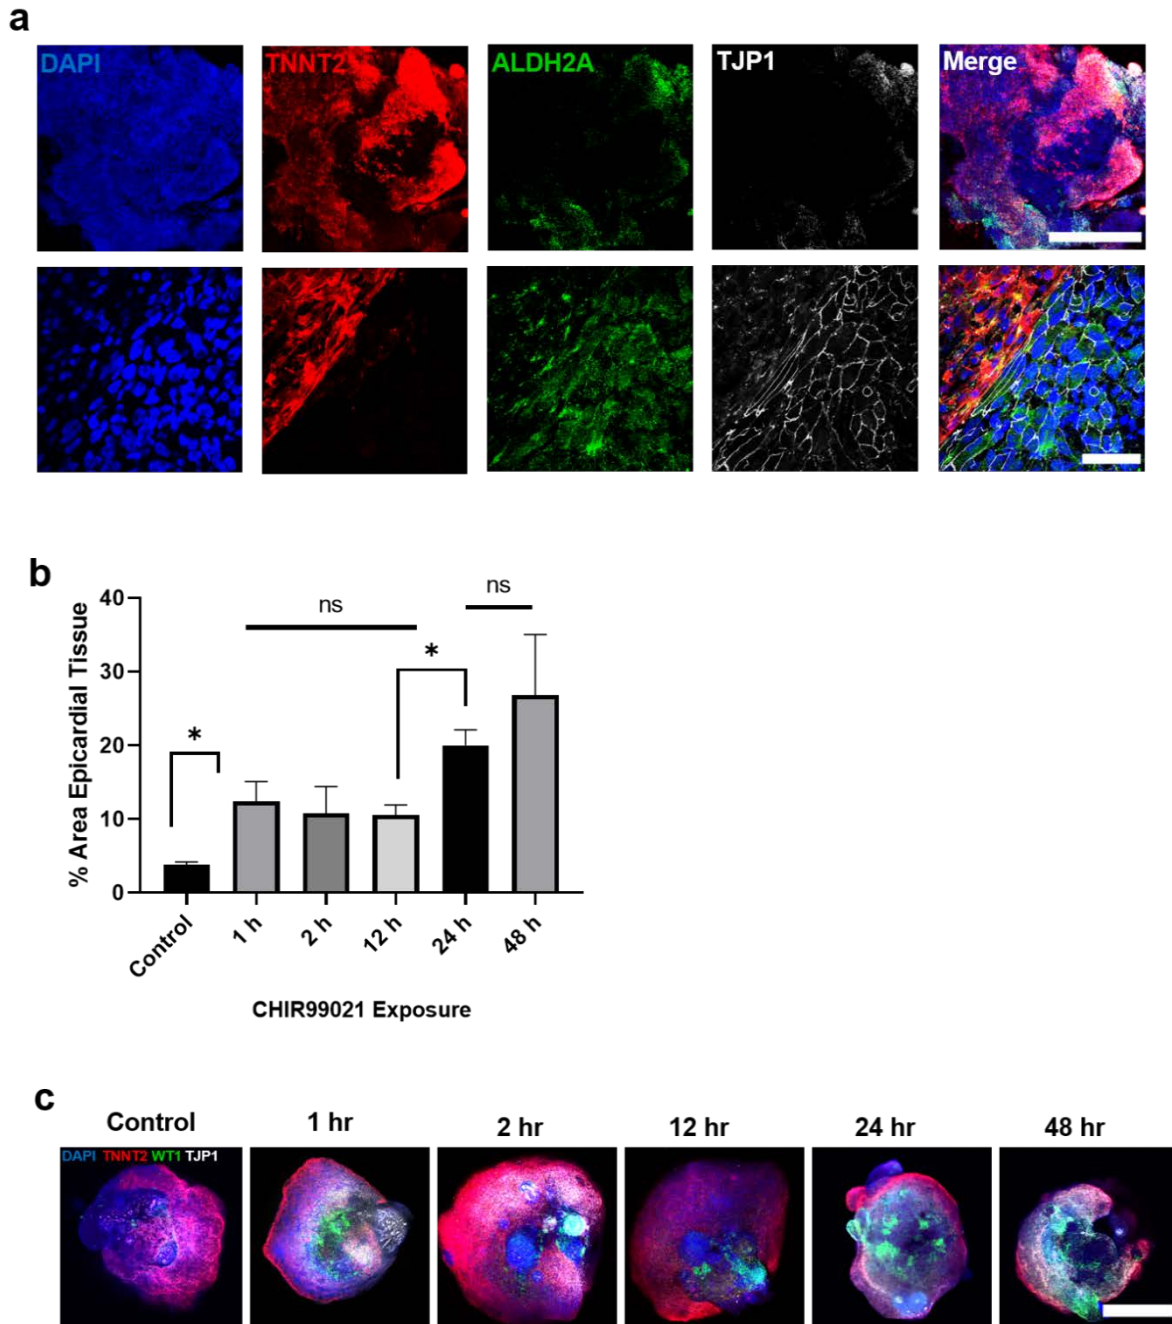 a
DAPI TNNT2 ALDH2A TJP1 Merge
b
% Area Epicardial Tissue
40
30
20
10
0
ns
ns
*
*
Control 1 h 2 h 12 h 24 h 48 h
CHIR99021 Exposure
c
Control 1 hr 2 hr 12 hr 24 hr 48 hr
DAPI TNNT2 WT1 TJP1